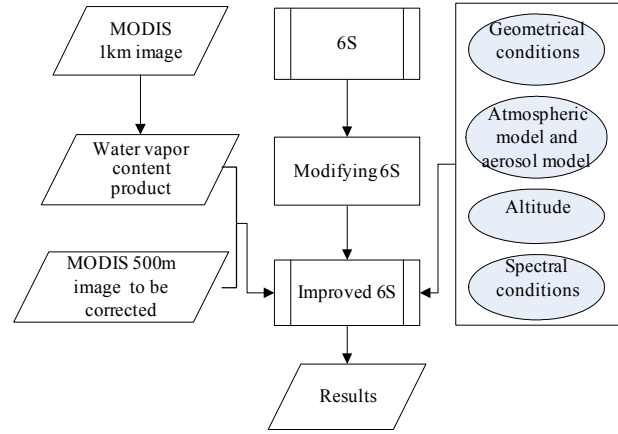 MODIS
1km image
6S
Geometrical
conditions
Water vapor
content
product
Modifying 6S
Atmospheric
model and
aerosol model
Altitude
MODIS 500m
image to be
corrected
Improved 6S
Spectral
conditions
Results